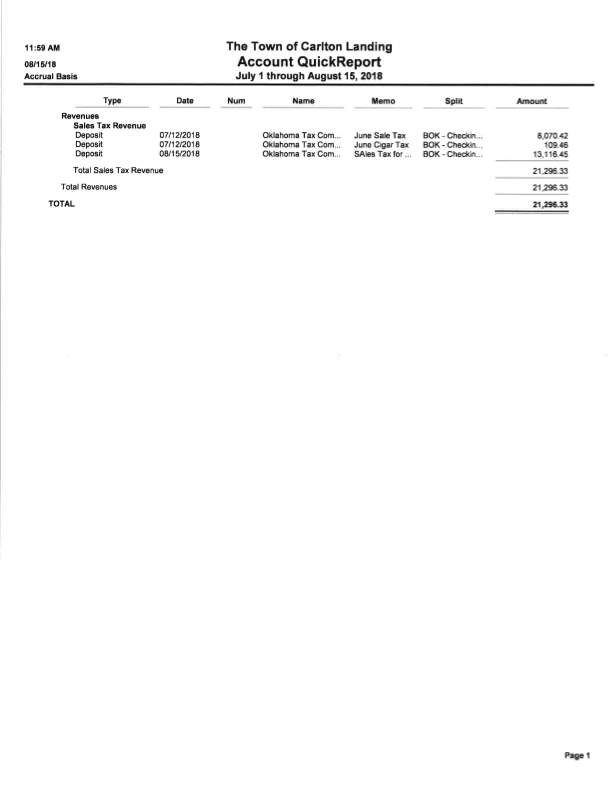 11:59 AM
The Town of Carlton Landing
08/15/18
Account QuickReport
Accrual Basis
July 1 through August 15, 2018
Type Date Num Name Memo Split Amount
Revenues
Sales Tax Revenue
Deposit 07/12/2018 Oklahoma Tax Com... June Sale Tax BOK - Checkin... 8,070.42
Deposit 07/12/2018 Oklahoma Tax Com... June Cigar Tax BOK - Checkin... 109.46
Deposit 08/15/2018 Oklahoma Tax Com... SAles Tax for ... BOK - Checkin... 13,116.45
Total Sales Tax Revenue 21,296.33
Total Revenues 21,296.33
TOTAL 21,296.33
Page 1